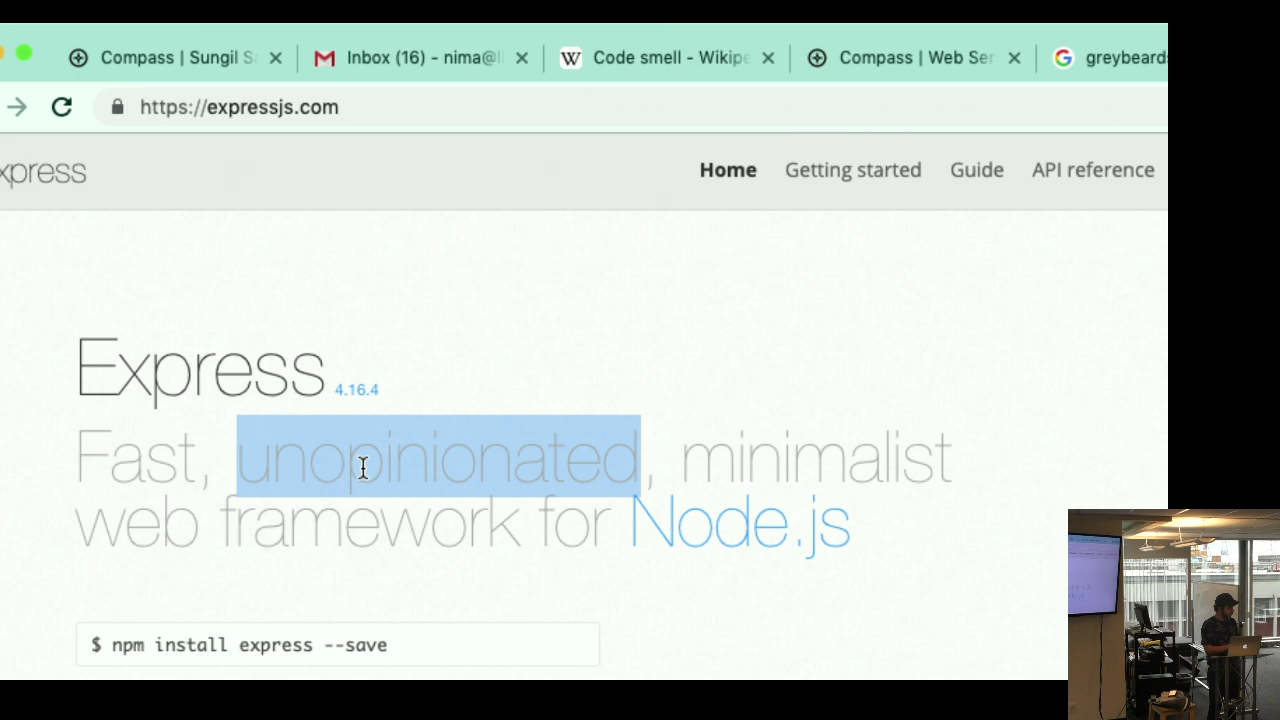 Compass | Sungil S
Inbox (16) - nima@
Code smell - Wikipe
Compass | Web Ser
greybeard
https://expressjs.com
xpress
Home
Getting started
Guide
API reference
Express 4.16.4
Fast, unopinionated, minimalist
web framework for Node.js
$ npm install express --save